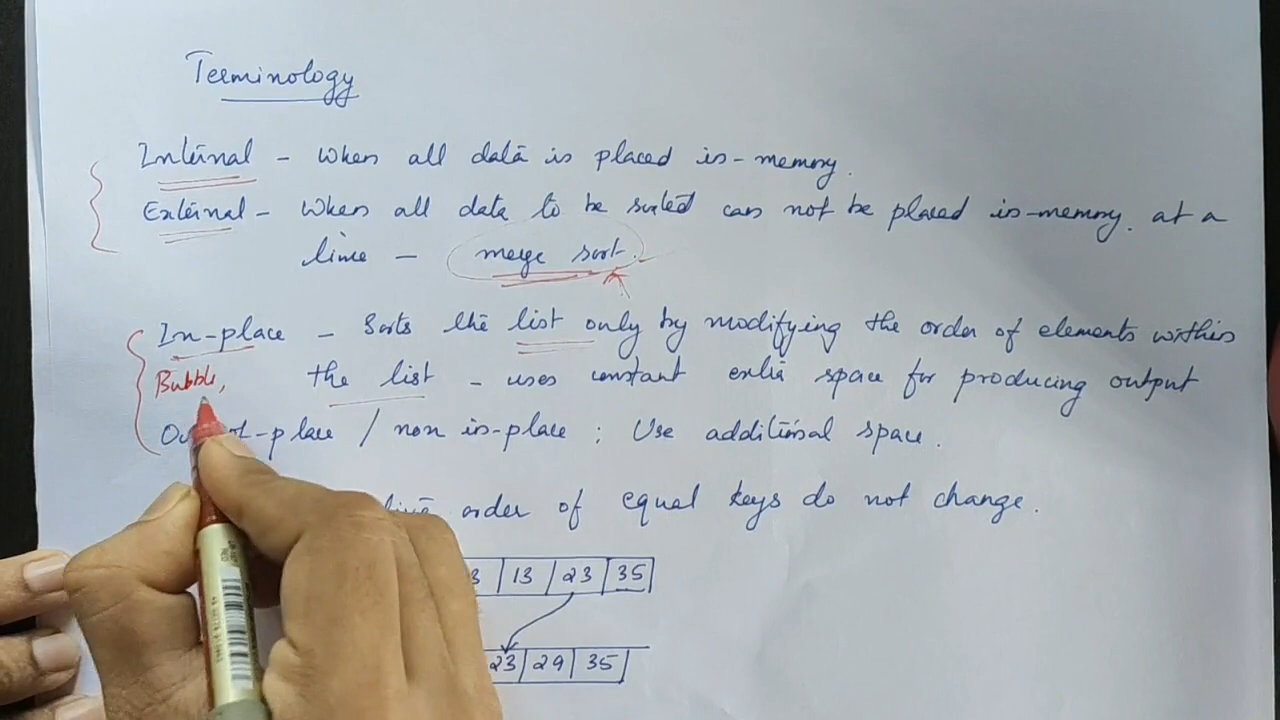 Terminology
Internal - When all data is placed in-memory.
External - When all data to be sorted can not be placed in-memory. at a
time - merge sort.
In-place - Sorts the list only by modifying the order of elements within
Bubble, the list - uses constant extra space for producing output
-place / non in-place ; Use additional space.
order of equal keys do not change.
13 23 35
23 29 35